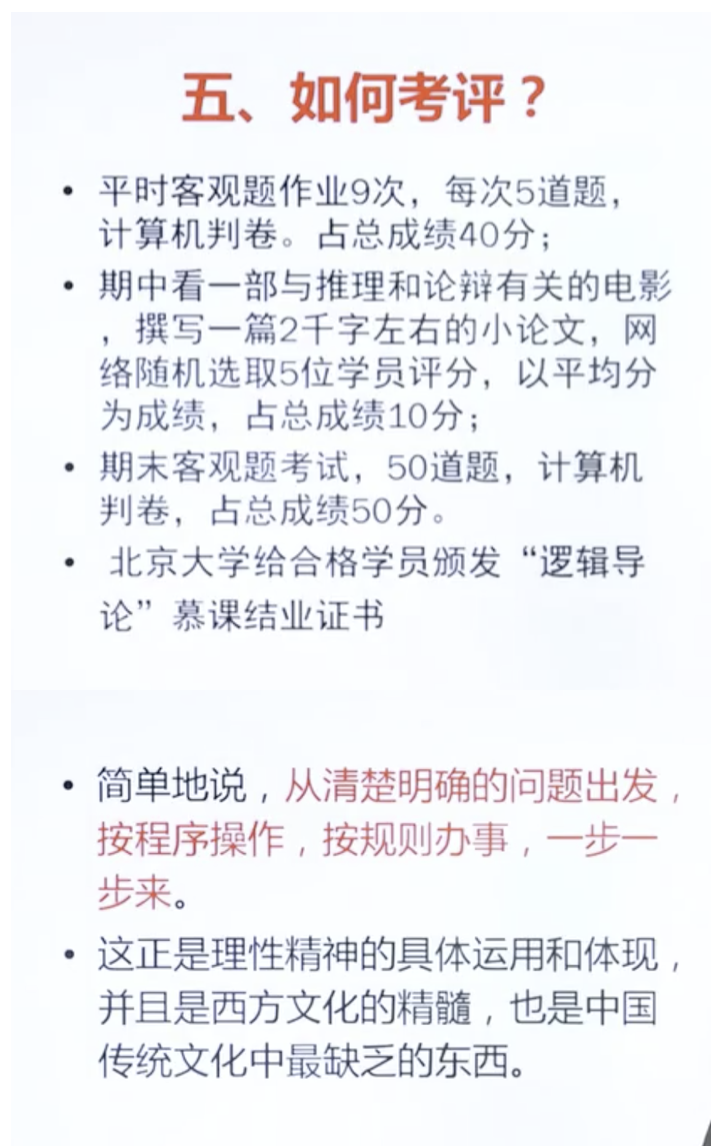 五、如何考评？
• 平时客观题作业9次，每次5道题，
计算机判卷。占总成绩40分；
• 期中看一部与推理和论辩有关的电影
，撰写一篇2千字左右的小论文，网
络随机选取5位学员评分，以平均分
为成绩，占总成绩10分；
• 期末客观题考试，50道题，计算机
判卷，占总成绩50分。
• 北京大学给合格学员颁发“逻辑导
论”慕课结业证书
• 简单地说，从清楚明确的问题出发，
按程序操作，按规则办事，一步一
步来。
• 这正是理性精神的具体运用和体现，
并且是西方文化的精髓，也是中国
传统文化中最缺乏的东西。